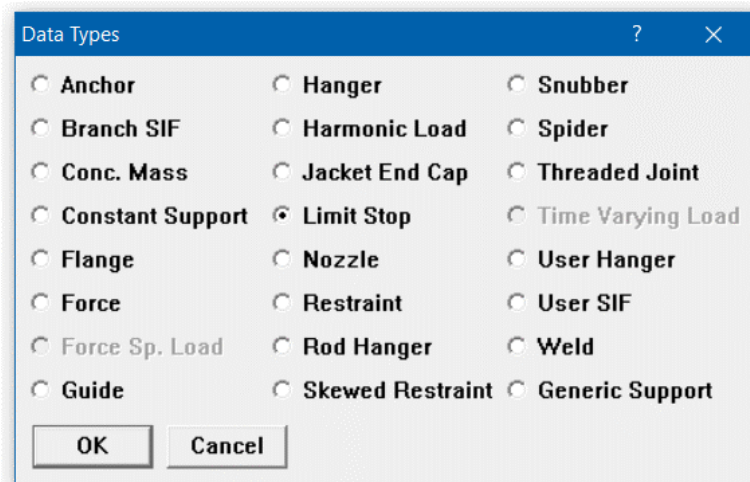 Data Types ?
Anchor Hanger Snubber
Branch SIF Harmonic Load Spider
Conc. Mass Jacket End Cap Threaded Joint
Constant Support Limit Stop Time Varying Load
Flange Nozzle User Hanger
Force Restraint User SIF
Force Sp. Load Rod Hanger Weld
Guide Skewed Restraint Generic Support
OK Cancel